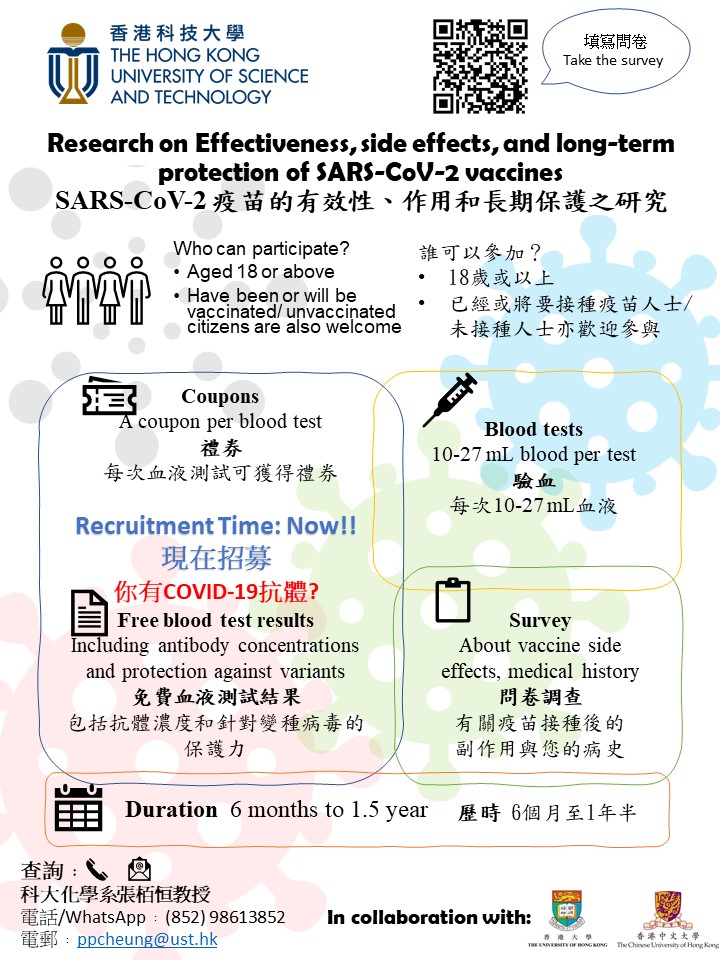 香港科技大學
THE HONG KONG
UNIVERSITY OF SCIENCE
AND TECHNOLOGY
填寫問卷
Take the survey
Research on Effectiveness, side effects, and long-term
protection of SARS-CoV-2 vaccines
SARS-CoV-2 疫苗的有效性、作用和長期保護之研究
Who can participate?
• Aged 18 or above
• Have been or will be
vaccinated/ unvaccinated
citizens are also welcome
誰可以參加？
• 18歲或以上
• 已經或將要接種疫苗人士/
未接種人士亦歡迎參與
Coupons
A coupon per blood test
禮券
每次血液測試可獲得禮券
Blood tests
10-27 mL blood per test
驗血
每次10-27 mL血液
Recruitment Time: Now!!
現在招募
你有COVID-19抗體?
Free blood test results
Including antibody concentrations
and protection against variants
免費血液測試結果
包括抗體濃度和針對變種病毒的
保護力
Survey
About vaccine side
effects, medical history
問卷調查
有關疫苗接種後的
副作用與您的病史
Duration 6 months to 1.5 year
歷時 6個月至1年半
查詢：
科大化學系張栢恒教授
電話/WhatsApp：(852) 98613852
電郵：ppcheung@ust.hk
In collaboration with:
香港大學
THE UNIVERSITY OF HONG KONG
香港中文大學
The Chinese University of Hong Kong